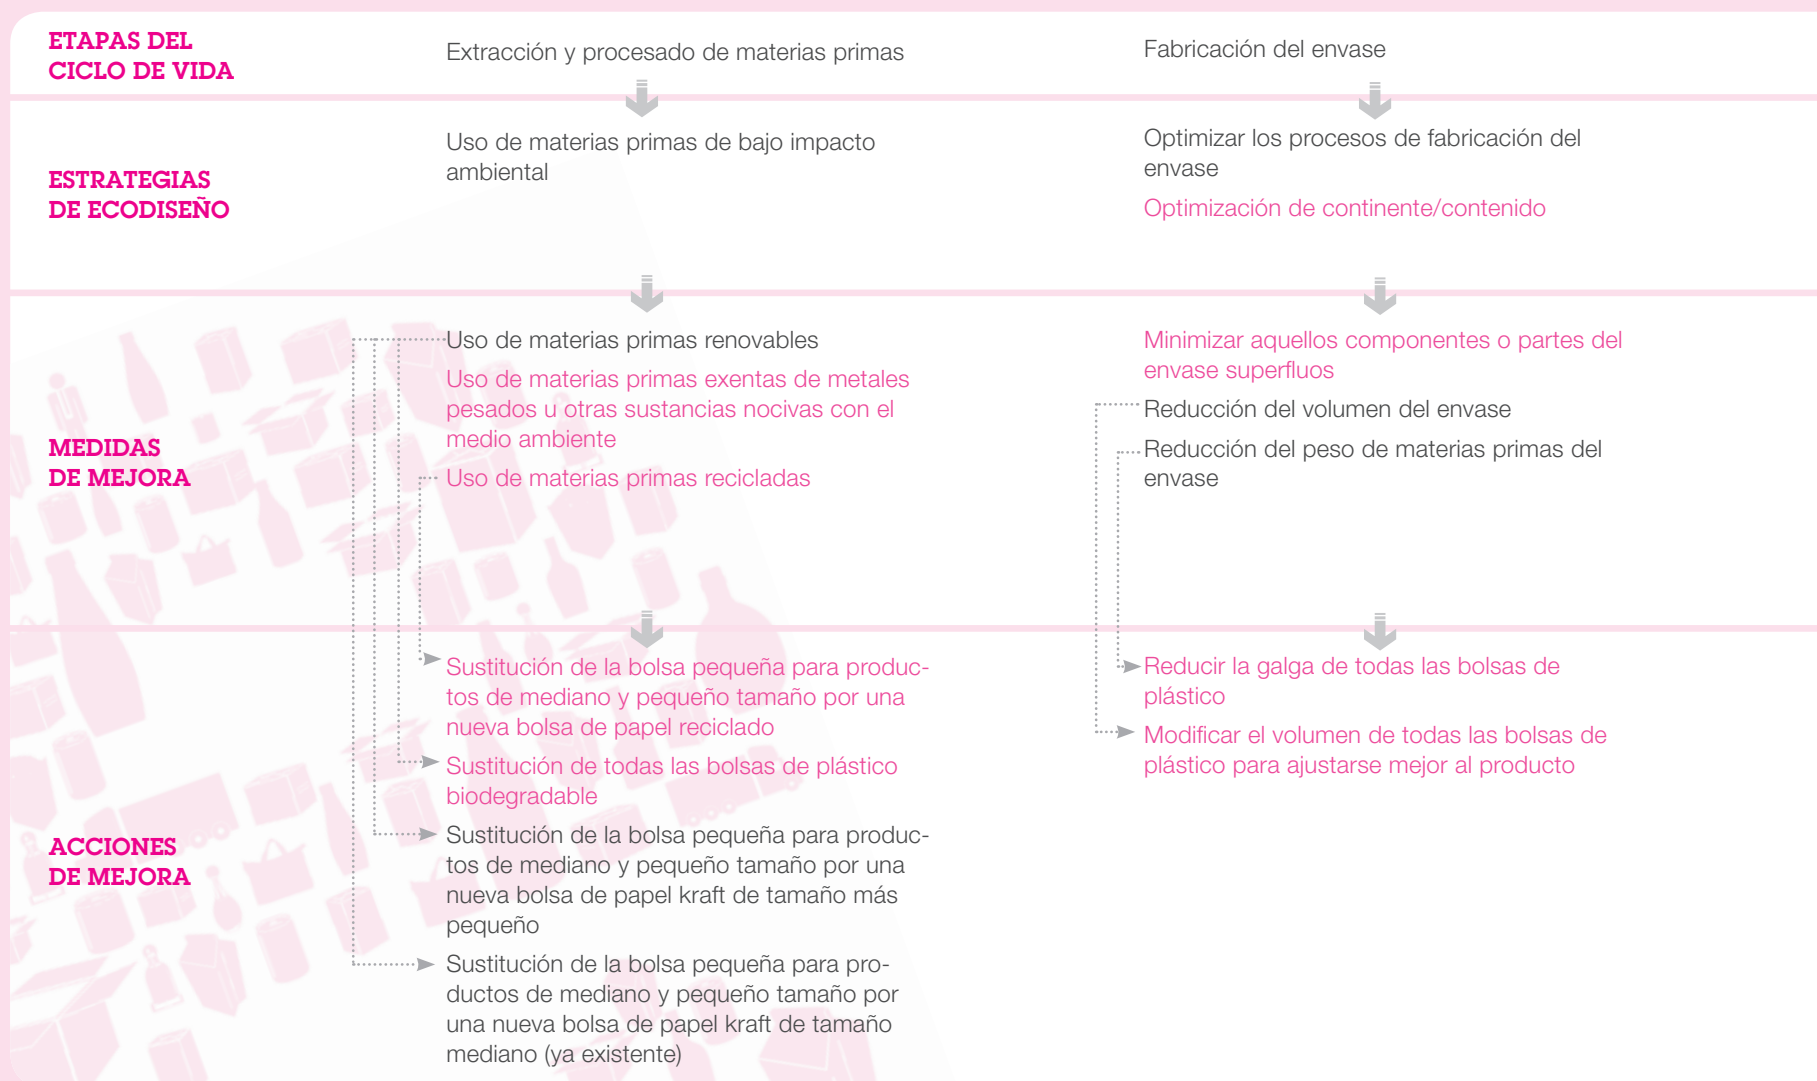 ETAPAS DEL
CICLO DE VIDA
Extracción y procesado de materias primas
Fabricación del envase
ESTRATEGIAS
DE ECODISEÑO
Uso de materias primas de bajo impacto
ambiental
Optimizar los procesos de fabricación del
envase
Optimización de continente/contenido
MEDIDAS
DE MEJORA
Uso de materias primas renovables
Uso de materias primas exentas de metales
pesados u otras sustancias nocivas con el
medio ambiente
Uso de materias primas recicladas
Minimizar aquellos componentes o partes del
envase superfluos
Reducción del volumen del envase
Reducción del peso de materias primas del
envase
ACCIONES
DE MEJORA
Sustitución de la bolsa pequeña para produc-
tos de mediano y pequeño tamaño por una
nueva bolsa de papel reciclado
Sustitución de todas las bolsas de plástico
biodegradable
Sustitución de la bolsa pequeña para produc-
tos de mediano y pequeño tamaño por una
nueva bolsa de papel kraft de tamaño más
pequeño
Sustitución de la bolsa pequeña para pro-
ductos de mediano y pequeño tamaño por
una nueva bolsa de papel kraft de tamaño
mediano (ya existente)
Reducir la galga de todas las bolsas de
plástico
Modificar el volumen de todas las bolsas de
plástico para ajustarse mejor al producto